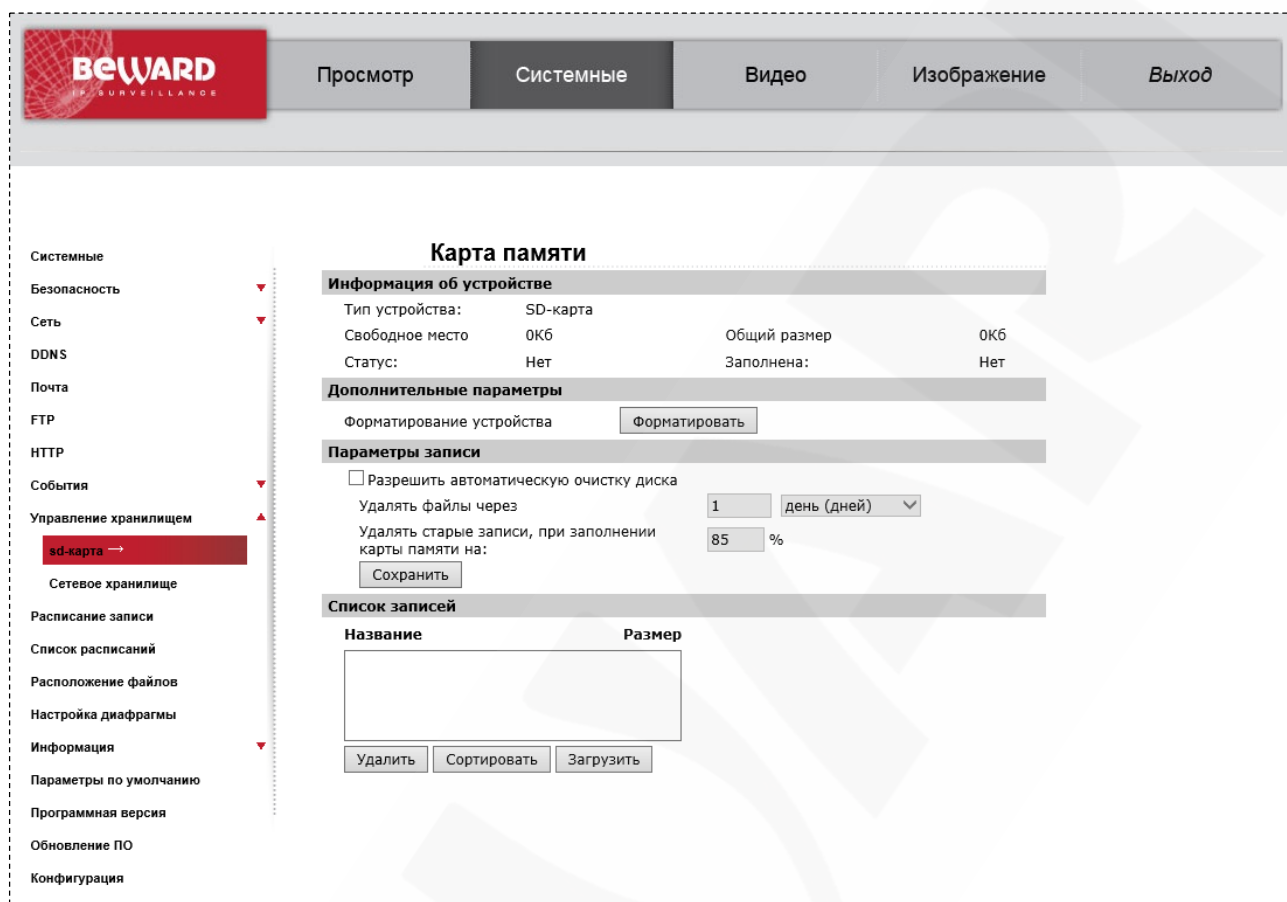 BEWARD
IP SURVEILLANCE
Просмотр
Системные
Видео
Изображение
Выход
Системные
Безопасность
Сеть
DDNS
Почта
FTP
HTTP
События
Управление хранилищем
sd-карта →
Сетевое хранилище
Расписание записи
Список расписаний
Расположение файлов
Настройка диафрагмы
Информация
Параметры по умолчанию
Программная версия
Обновление ПО
Конфигурация
Карта памяти
Информация об устройстве
Тип устройства: SD-карта
Свободное место 0Кб Общий размер 0Кб
Статус: Нет Заполнена: Нет
Дополнительные параметры
Форматирование устройства Форматировать
Параметры записи
Разрешить автоматическую очистку диска
Удалять файлы через 1 день (дней)
Удалять старые записи, при заполнении
карты памяти на: 85 %
Сохранить
Список записей
Название Размер
Удалить Сортировать Загрузить